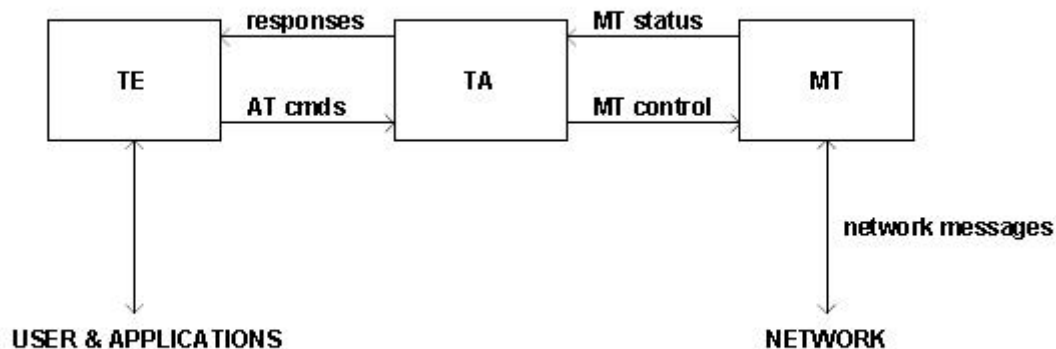 responses
MT status
TE
TA
MT
AT cmds
MT control
network messages
USER & APPLICATIONS
NETWORK